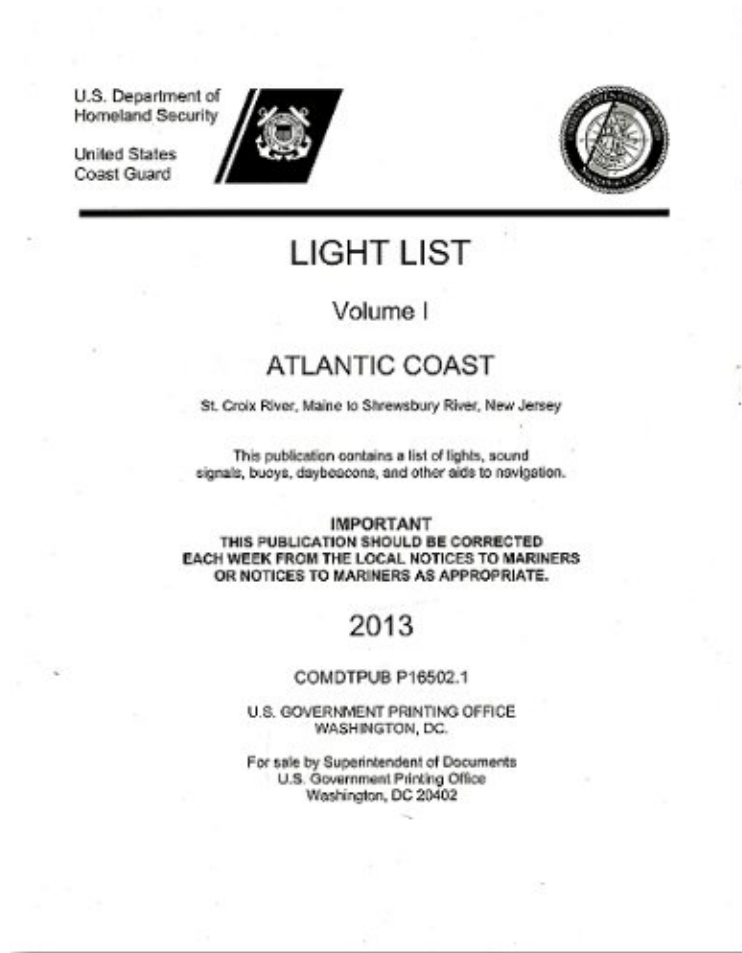 U.S. Department of
Homeland Security
United States
Coast Guard
LIGHT LIST
Volume I
ATLANTIC COAST
St. Croix River, Maine to Shrewsbury River, New Jersey
This publication contains a list of lights, sound
signals, buoys, daybeacons, and other aids to navigation.
IMPORTANT
THIS PUBLICATION SHOULD BE CORRECTED
EACH WEEK FROM THE LOCAL NOTICES TO MARINERS
OR NOTICES TO MARINERS AS APPROPRIATE.
2013
COMDTPUB P16502.1
U.S. GOVERNMENT PRINTING OFFICE
WASHINGTON, DC.
For sale by Superintendent of Documents
U.S. Government Printing Office
Washington, DC 20402